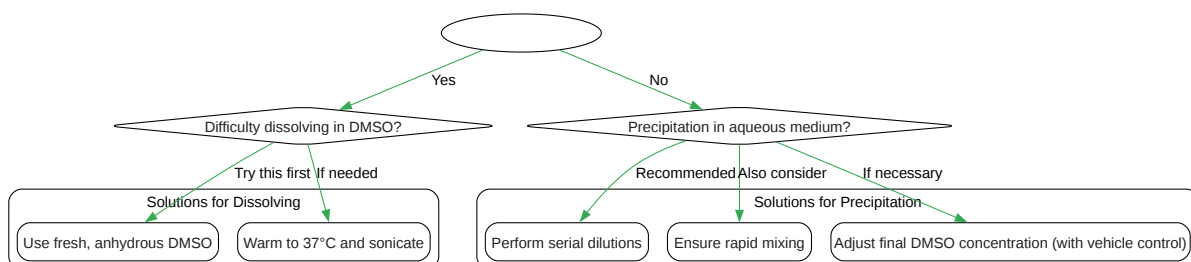 Yes
No
Difficulty dissolving in DMSO?
Precipitation in aqueous medium?
Try this first
If needed
Recommended
Also consider
If necessary
Solutions for Dissolving
Solutions for Precipitation
Use fresh, anhydrous DMSO
Warm to 37°C and sonicate
Perform serial dilutions
Ensure rapid mixing
Adjust final DMSO concentration (with vehicle control)